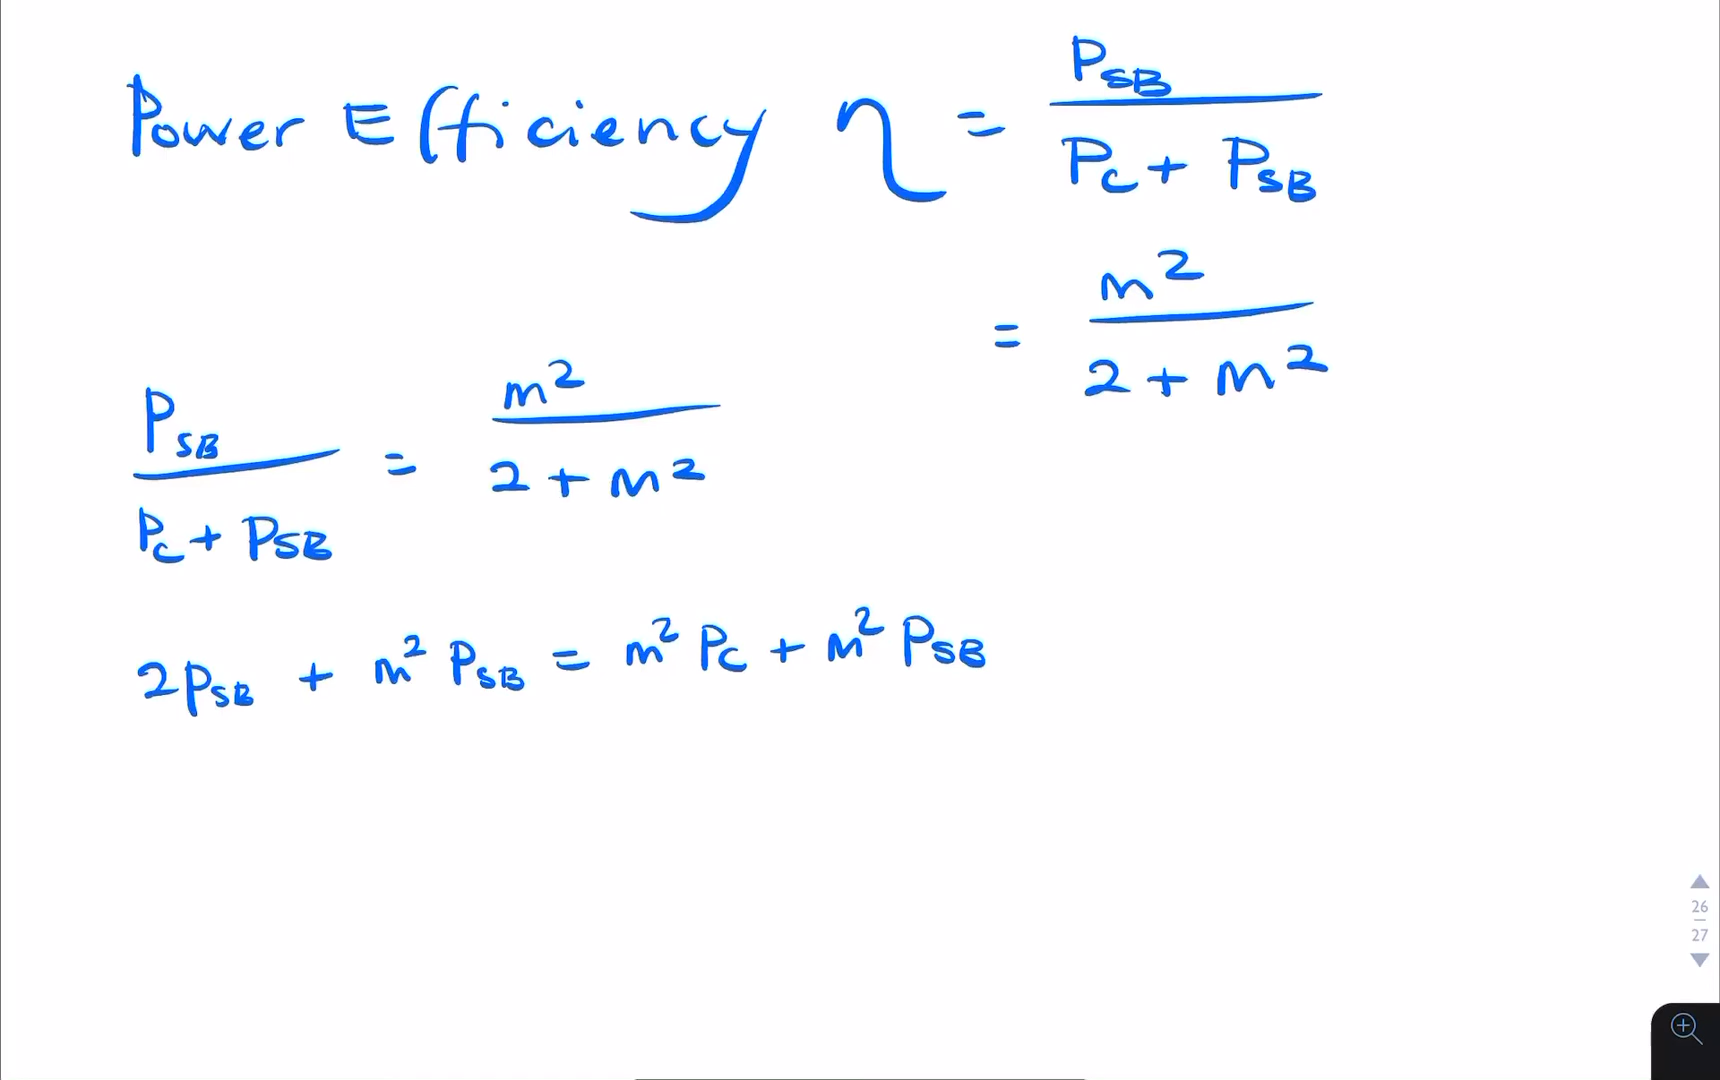 Power Efficiency η = P_SB / (P_C + P_SB)
= m² / (2 + m²)
P_SB / (P_C + P_SB) = m² / (2 + m²)
2P_SB + m² P_SB = m² P_C + m² P_SB
26
27